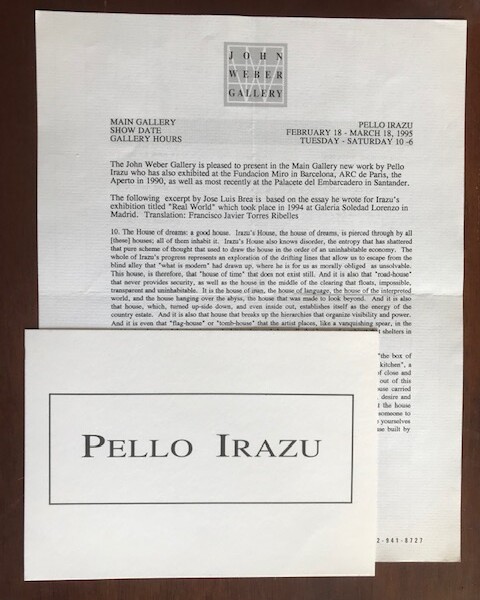 JOHN
WEBER
GALLERY
MAIN GALLERY
SHOW DATE
GALLERY HOURS
PELLO IRAZU
FEBRUARY 18 - MARCH 18, 1995
TUESDAY - SATURDAY 10 -6
The John Weber Gallery is pleased to present in the Main Gallery new work by Pello
Irazu who has also exhibited at the Fundacion Miro in Barcelona, ARC de Paris, the
Aperto in 1990, as well as most recently at the Palacete del Embarcadero in Santander.
The following excerpt by Jose Luis Brea is based on the essay he wrote for Irazu's
exhibition titled "Real World" which took place in 1994 at Galeria Soledad Lorenzo in
Madrid. Translation: Francisco Javier Torres Ribelles
10. The House of dreams: a good house. Irazu's House, the house of dreams, is pierced through by all
[these] houses; all of them inhabit it. Irazu's House also knows disorder, the entropy that has shattered
that pure scheme of thought that used to draw the house in the order of an uninhabitable economy. The
whole of Irazu's progress represents an exploration of the drifting lines that allow us to escape from the
blind alley that "what is modern" had drawn up, where he is for us as morally obliged as unsolvable.
This house is, therefore, that "house of time" that does not exist still. And it is also that "road-house"
that never provides security, as well as the house in the middle of the clearing that floats, impossible,
transparent and uninhabitable. It is the house of man, the house of language, the house of the interpreted
world, and the house hanging over the abyss, the house that was made to look beyond. And it is also
that house, which, turned up-side down, and even inside out, establishes itself as the energy of the
country estate. And it is also that house that breaks up the hierarchies that organize visibility and power.
And it is even that "flag-house" or "tomb-house" that the artist places, like a vanquishing spear, in the
shelters in
"the box of
kitchen", a
of close and
out of this
use carried
desire and
the house
someone to
yourselves
se built by
2-941-8727
PELLO IRAZU